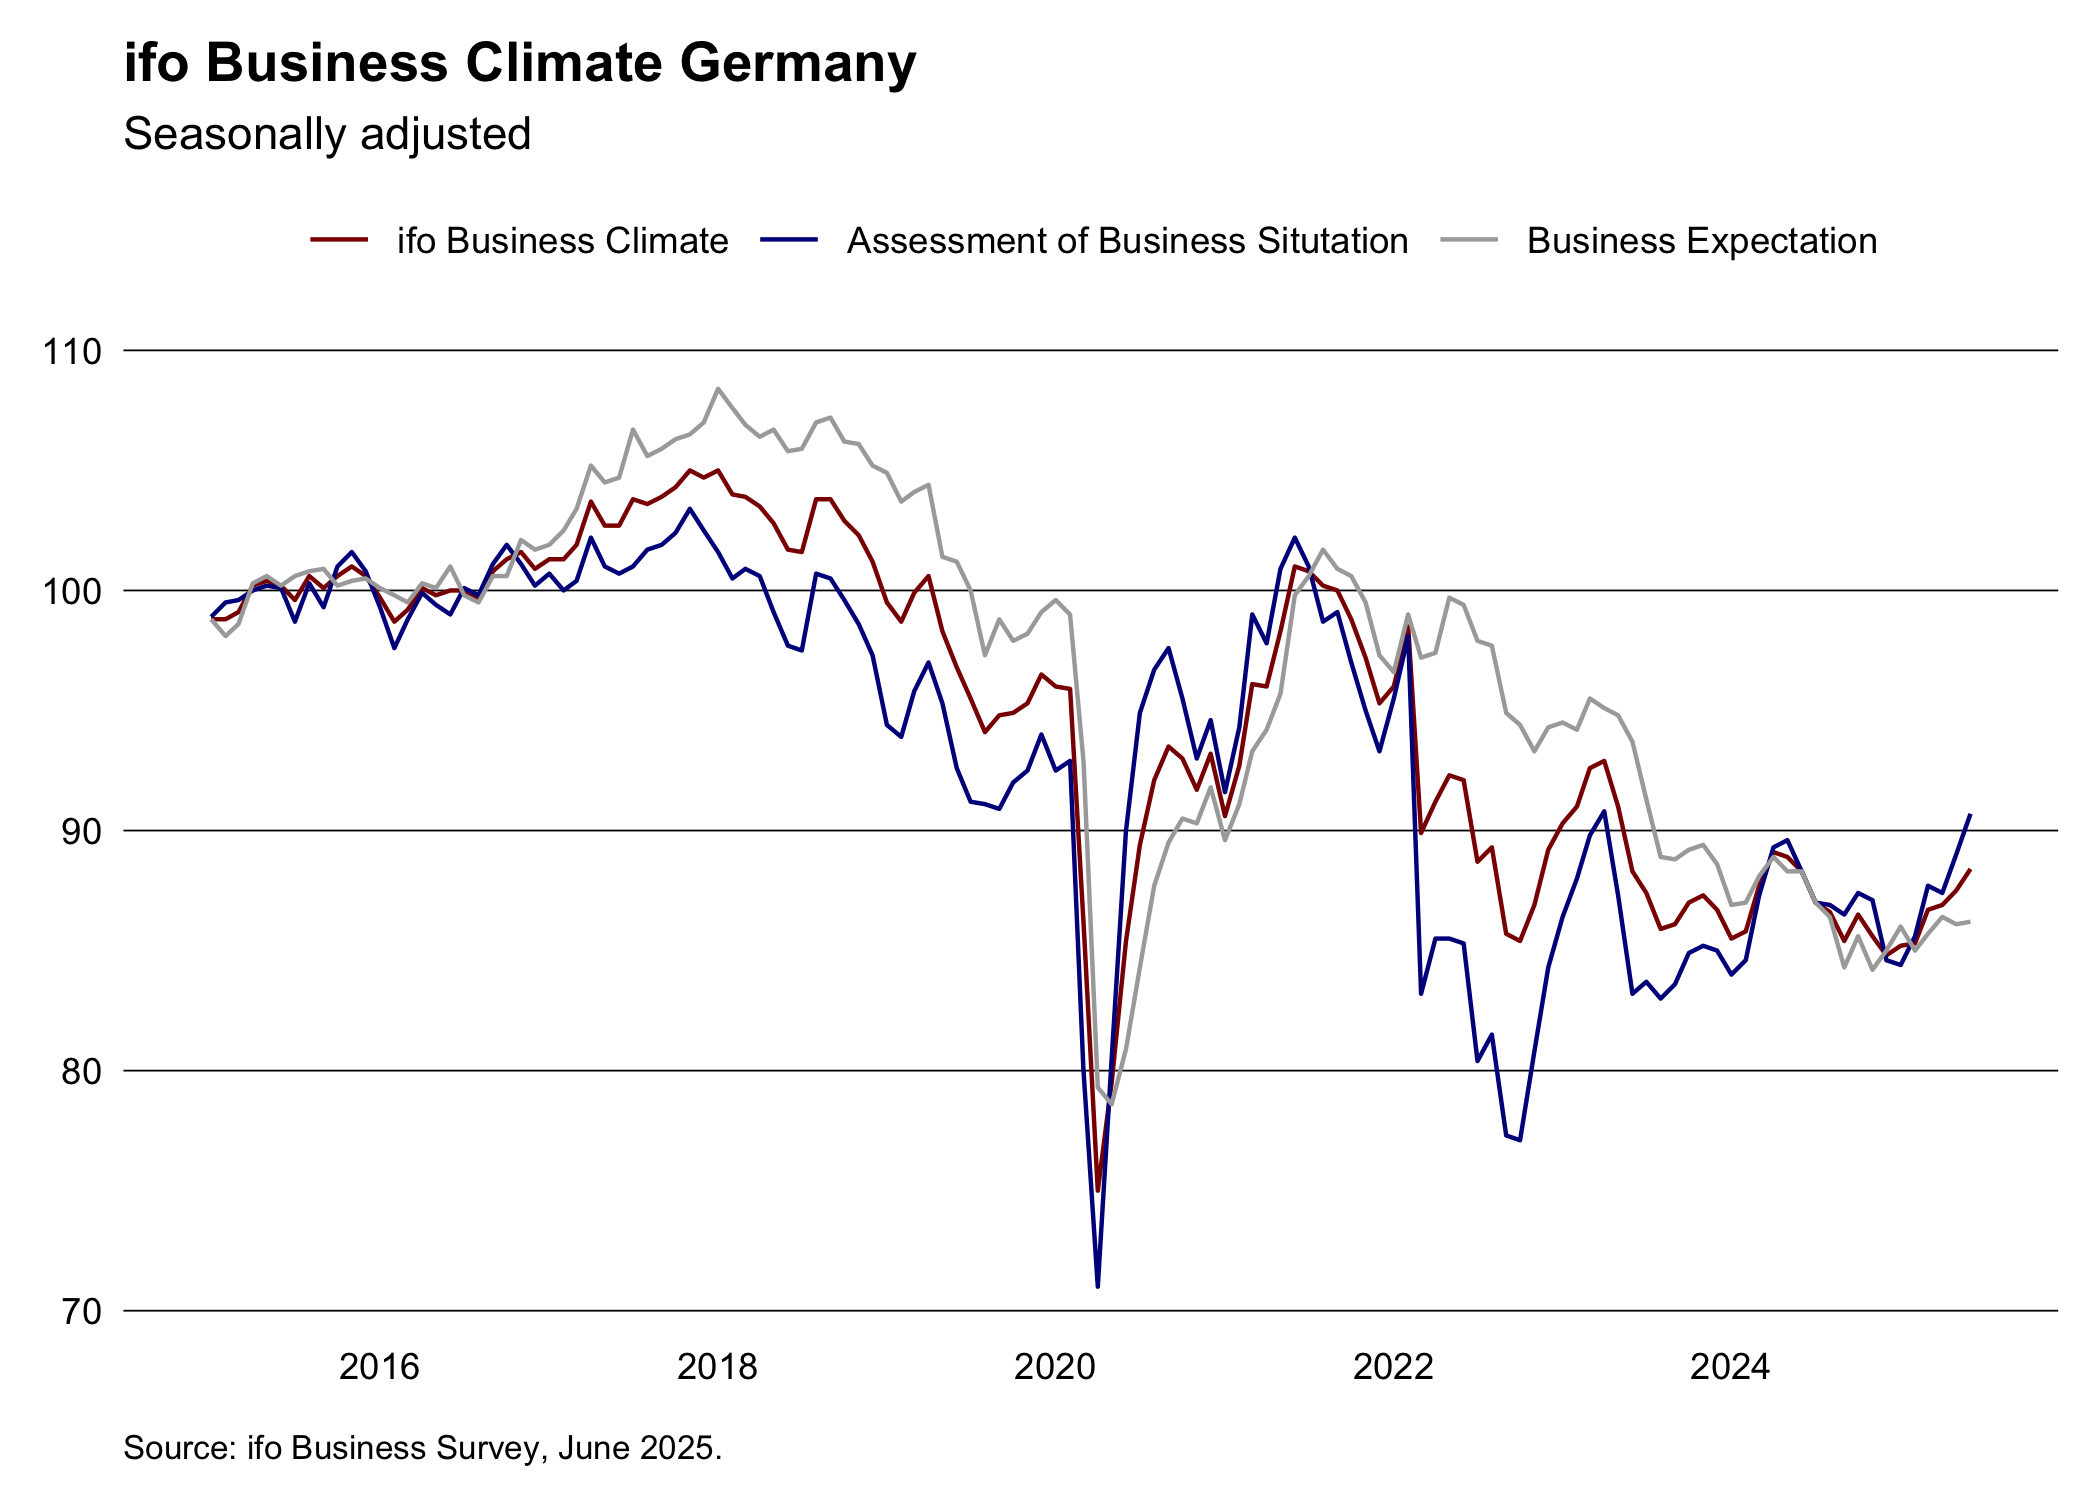 ifo Business Climate Germany
Seasonally adjusted
ifo Business Climate Assessment of Business Situtation Business Expectation
110
100
90
80
70
2016 2018 2020 2022 2024
Source: ifo Business Survey, June 2025.